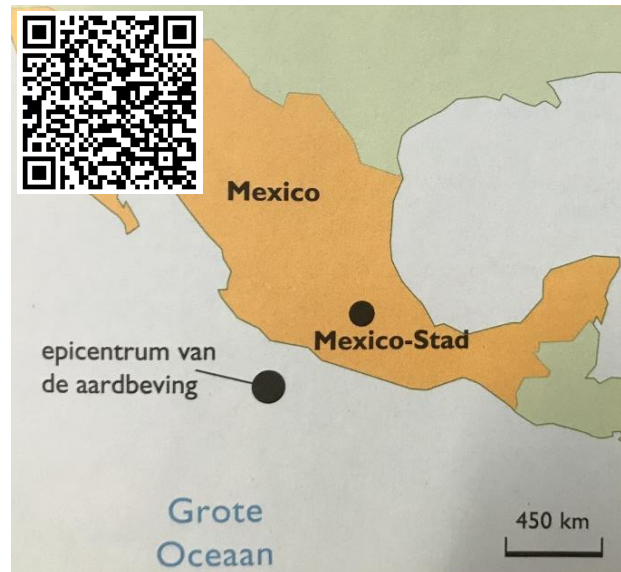 Mexico
Mexico-Stad
epicentrum van
de aardbeving
Grote
Oceaan
450 km